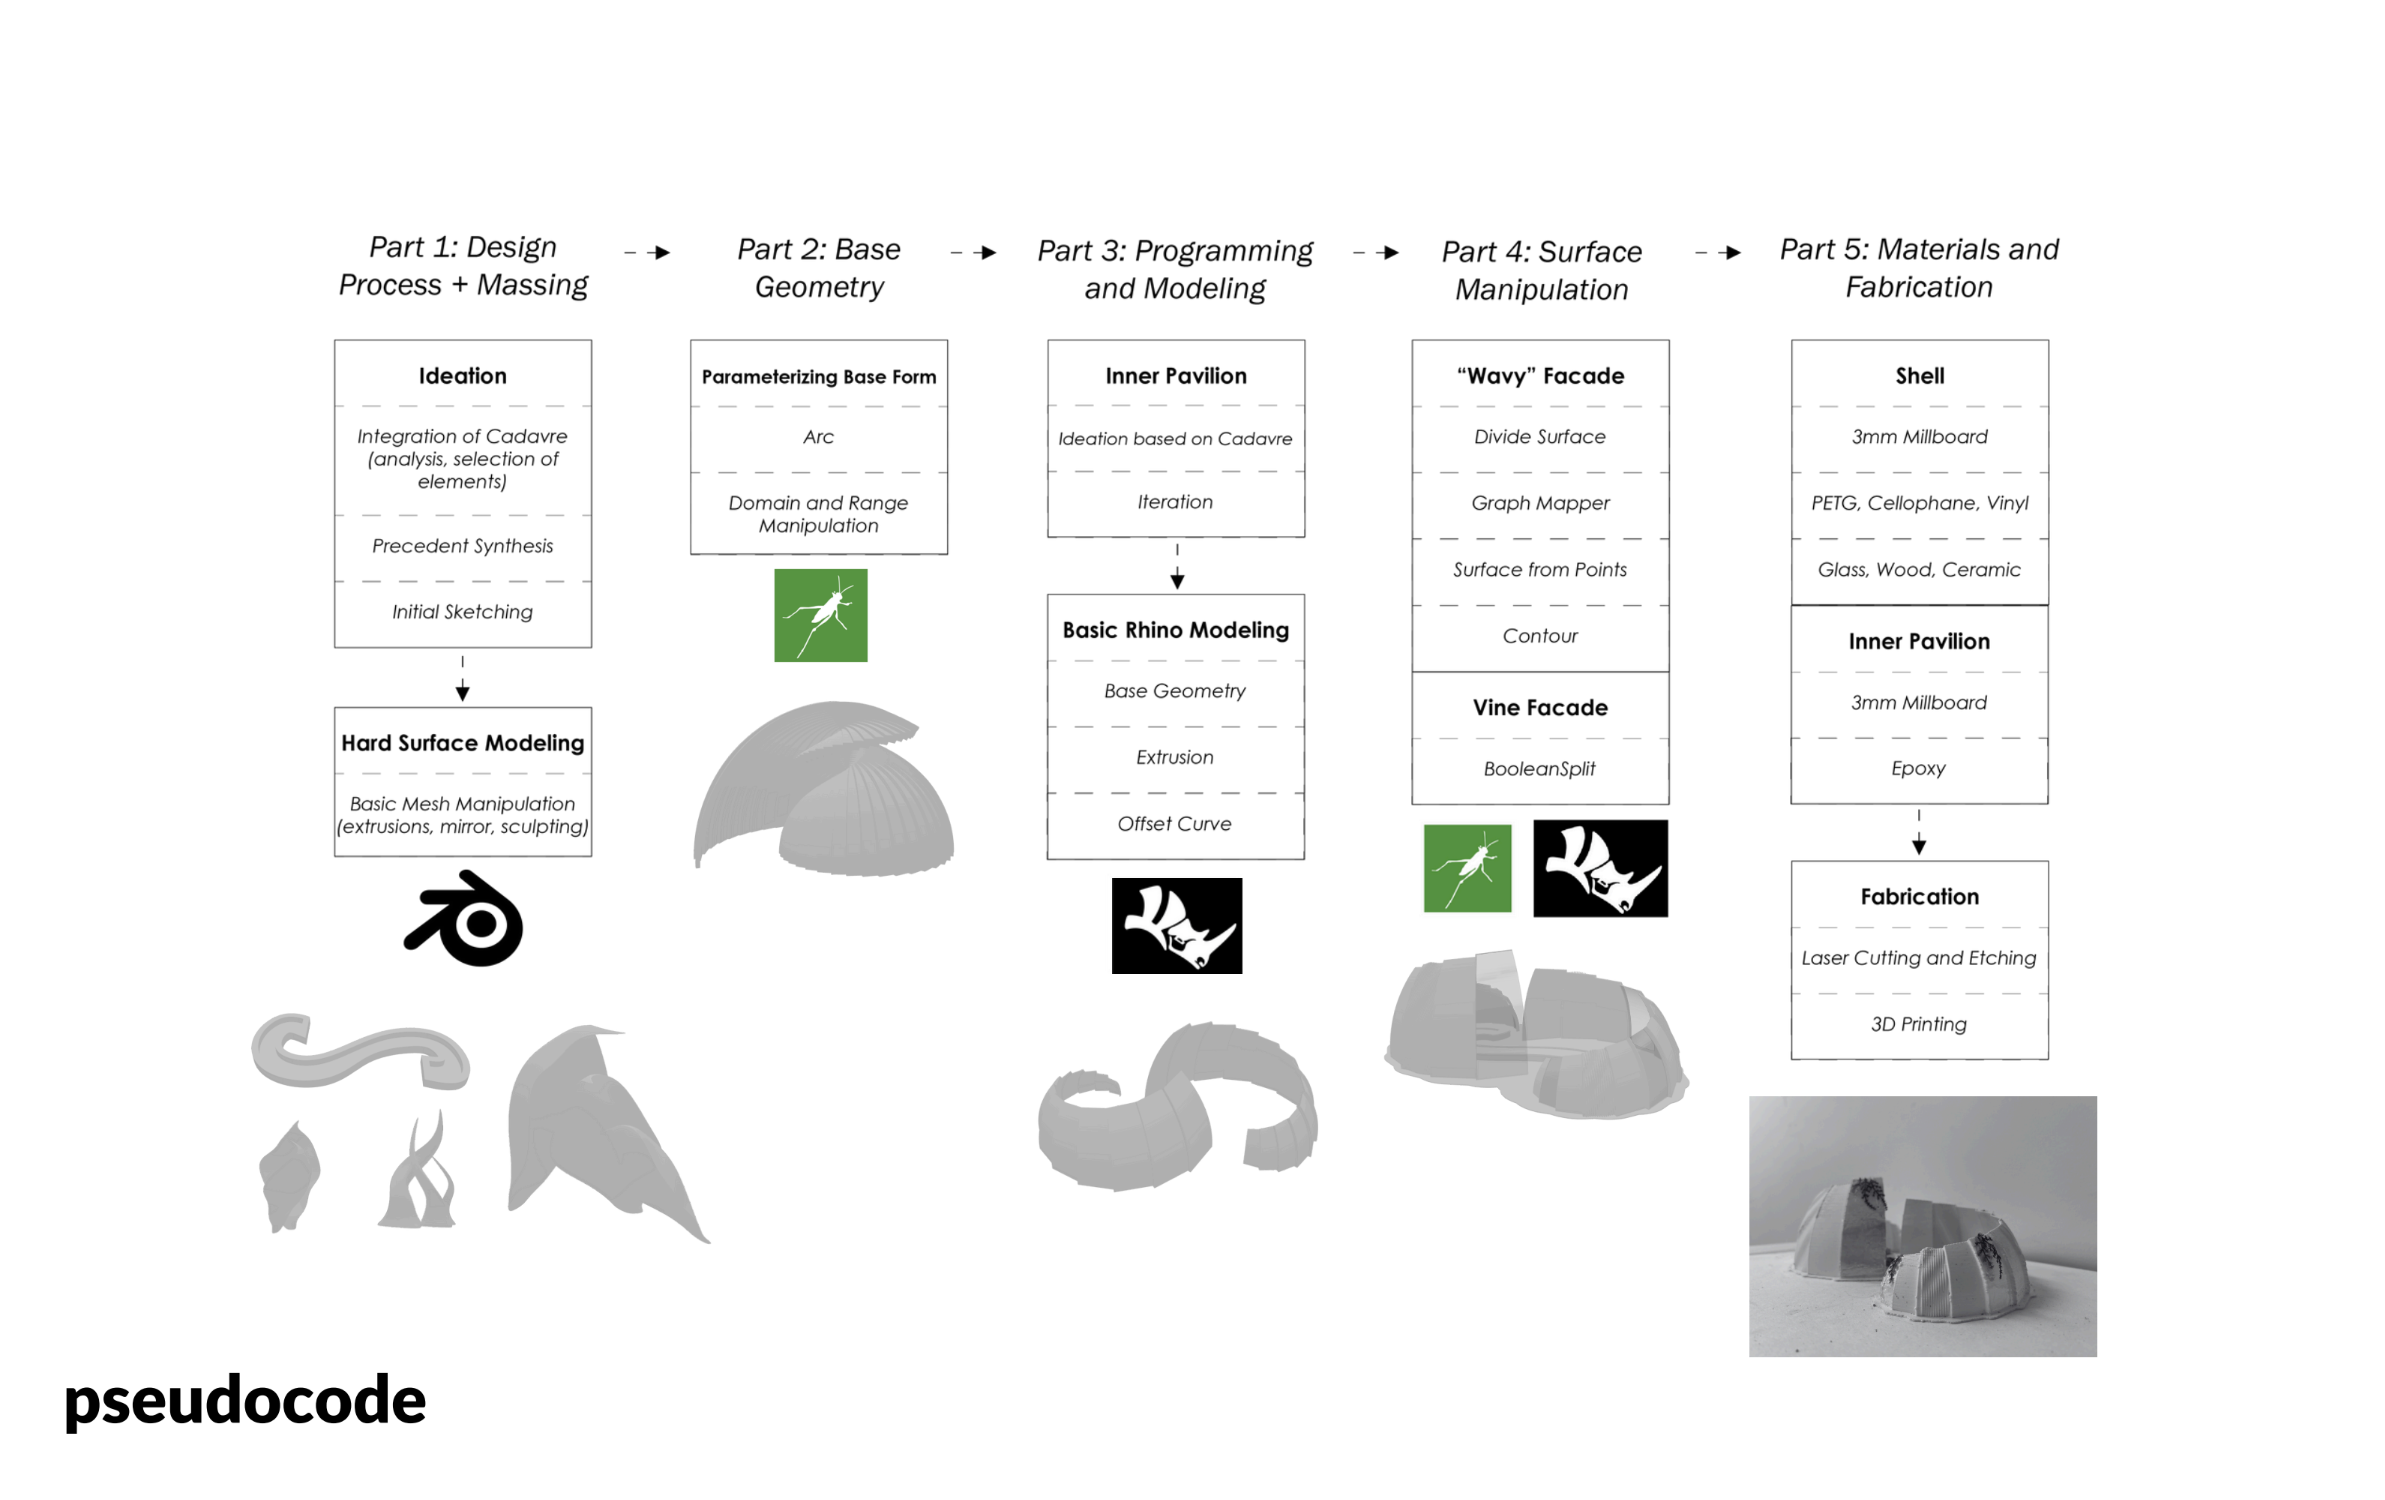 Part 1: Design
Process + Massing
Part 2: Base
Geometry
Part 3: Programming
and Modeling
Part 4: Surface
Manipulation
Part 5: Materials and
Fabrication
Ideation
Integration of Cadavre
(analysis, selection of
elements)
Precedent Synthesis
Initial Sketching
Hard Surface Modeling
Basic Mesh Manipulation
(extrusions, mirror, sculpting)
Parameterizing Base Form
Arc
Domain and Range
Manipulation
Inner Pavilion
Ideation based on Cadavre
Iteration
Basic Rhino Modeling
Base Geometry
Extrusion
Offset Curve
“Wavy” Facade
Divide Surface
Graph Mapper
Surface from Points
Contour
Vine Facade
BooleanSplit
Shell
3mm Millboard
PETG, Cellophane, Vinyl
Glass, Wood, Ceramic
Inner Pavilion
3mm Millboard
Epoxy
Fabrication
Laser Cutting and Etching
3D Printing
pseudocode